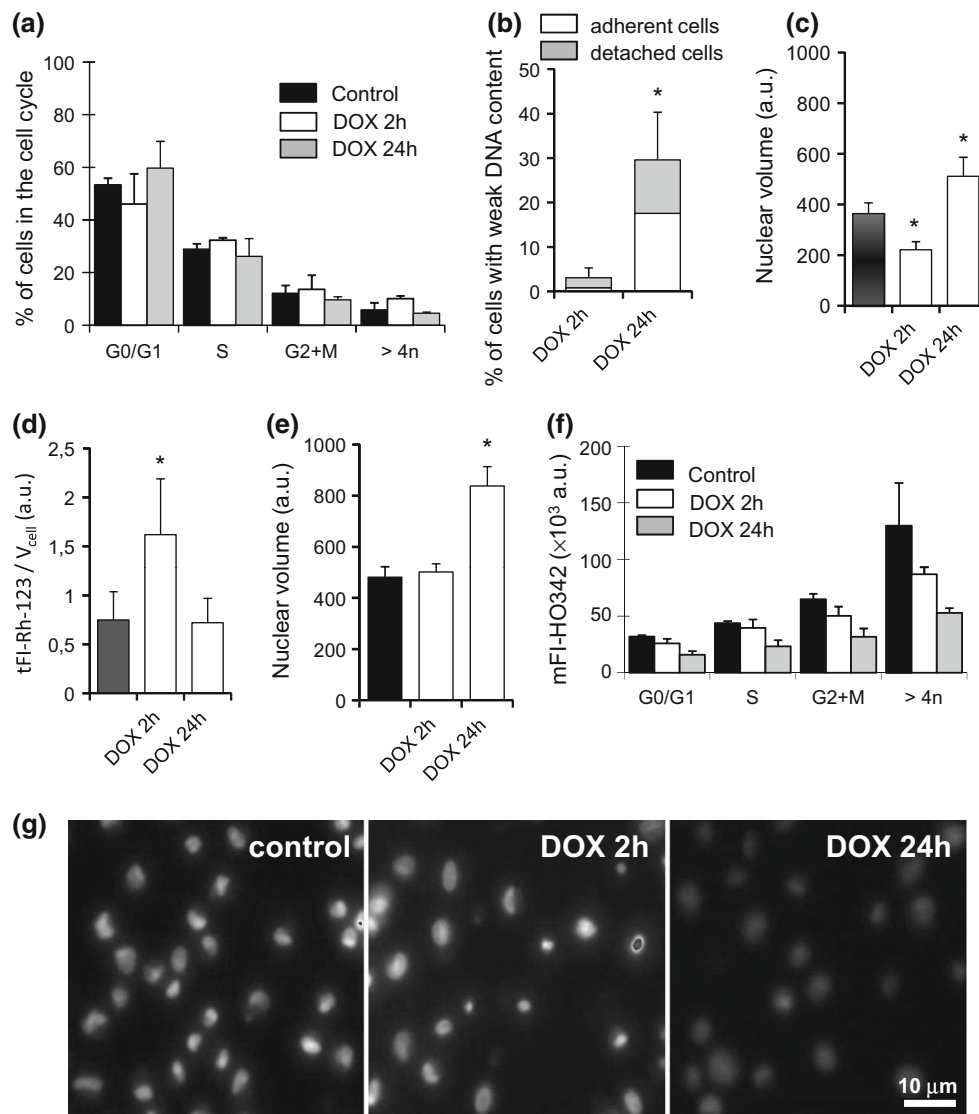 (a)
% of cells in the cell cycle
100
80
60
40
20
0
Control
DOX 2h
DOX 24h
G0/G1
S
G2+M
> 4n
(b)
adherent cells
detached cells
% of cells with weak DNA content
50
40
30
20
10
0
*
DOX 2h
DOX 24h
(c)
Nuclear volume (a.u.)
1000
800
600
400
200
0
*
*
DOX 2h
DOX 24h
(d)
tFI-Rh-123 / Vcell (a.u.)
2,5
2
1,5
1
0,5
0
*
DOX 2h
DOX 24h
(e)
Nuclear volume (a.u.)
1000
800
600
400
200
0
*
DOX 2h
DOX 24h
(f)
mFI-HO342 (×10³ a.u.)
200
150
100
50
0
Control
DOX 2h
DOX 24h
G0/G1
S
G2+M
> 4n
(g)
control
DOX 2h
DOX 24h
10 μm